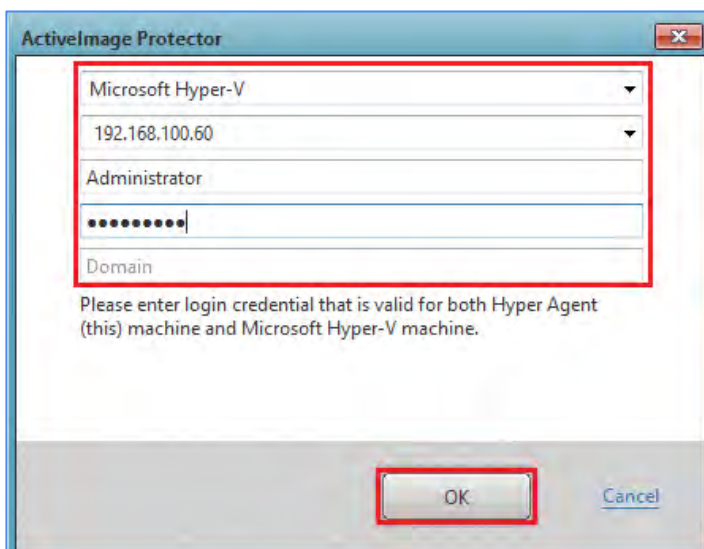 ActiveImage Protector
Microsoft Hyper-V
192.168.100.60
Administrator
●●●●●●●●●
Domain
Please enter login credential that is valid for both Hyper Agent
(this) machine and Microsoft Hyper-V machine.
OK
Cancel